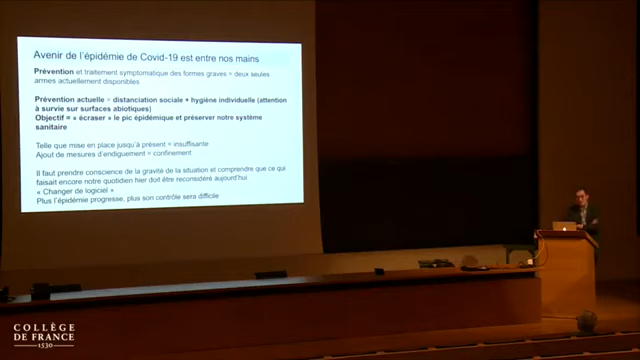 Avenir de l'épidémie de Covid-19 est entre nos mains
Prévention et traitement symptomatique des formes graves = deux seules
armes actuellement disponibles
Prévention actuelle = distanciation sociale + hygiène individuelle (attention
à survie sur surfaces abiotiques)
Objectif = « écraser » le pic épidémique et préserver notre système
sanitaire
Telle que mise en place jusqu'à présent = insuffisante
Ajout de mesures d'endiguement = confinement
Il faut prendre conscience de la gravité de la situation et comprendre que ce qui
faisait encore notre quotidien hier doit être reconsidéré aujourd'hui
« Changer de logiciel »
Plus l'épidémie progresse, plus son contrôle sera difficile
COLLÈGE
DE FRANCE
1530